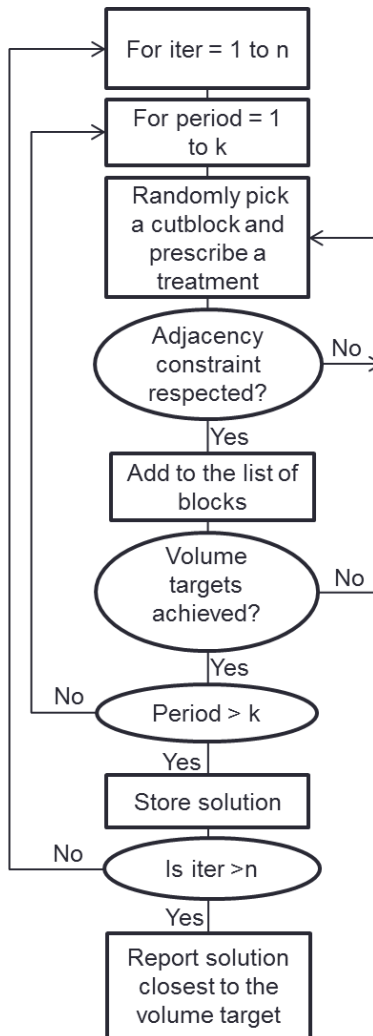 For iter = 1 to n
For period = 1
to k
Randomly pick
a cutblock and
prescribe a
treatment
Adjacency
constraint
respected?
No
Yes
Add to the list of
blocks
Volume
targets
achieved?
No
Yes
No
Period > k
Yes
Store solution
No
Is iter >n
Yes
Report solution
closest to the
volume target